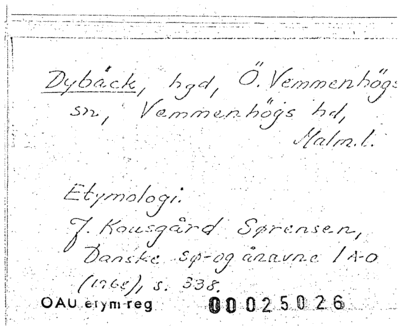 Dybäck, hgd, Ö. Vemmenhögs
sn, Vemmenhögs hd,
Malm.l.
Etymologi.
J. Kousgård Sørensen,
Danske sø- og ånavne 1 A-D
(1968), s. 338.
OAU etym reg 00025026